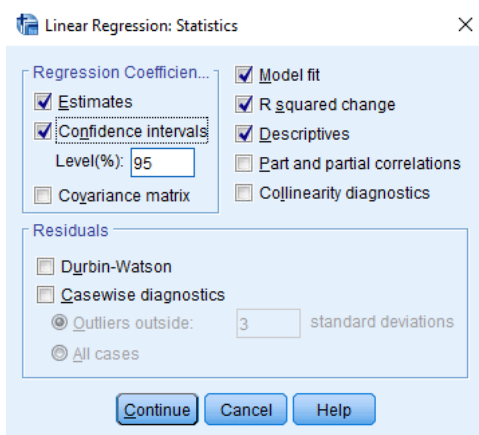 Linear Regression: Statistics
Regression Coefficien...
Estimates
Confidence intervals
Level(%): 95
Covariance matrix
Model fit
R squared change
Descriptives
Part and partial correlations
Collinearity diagnostics
Residuals
Durbin-Watson
Casewise diagnostics
Outliers outside: 3 standard deviations
All cases
Continue Cancel Help